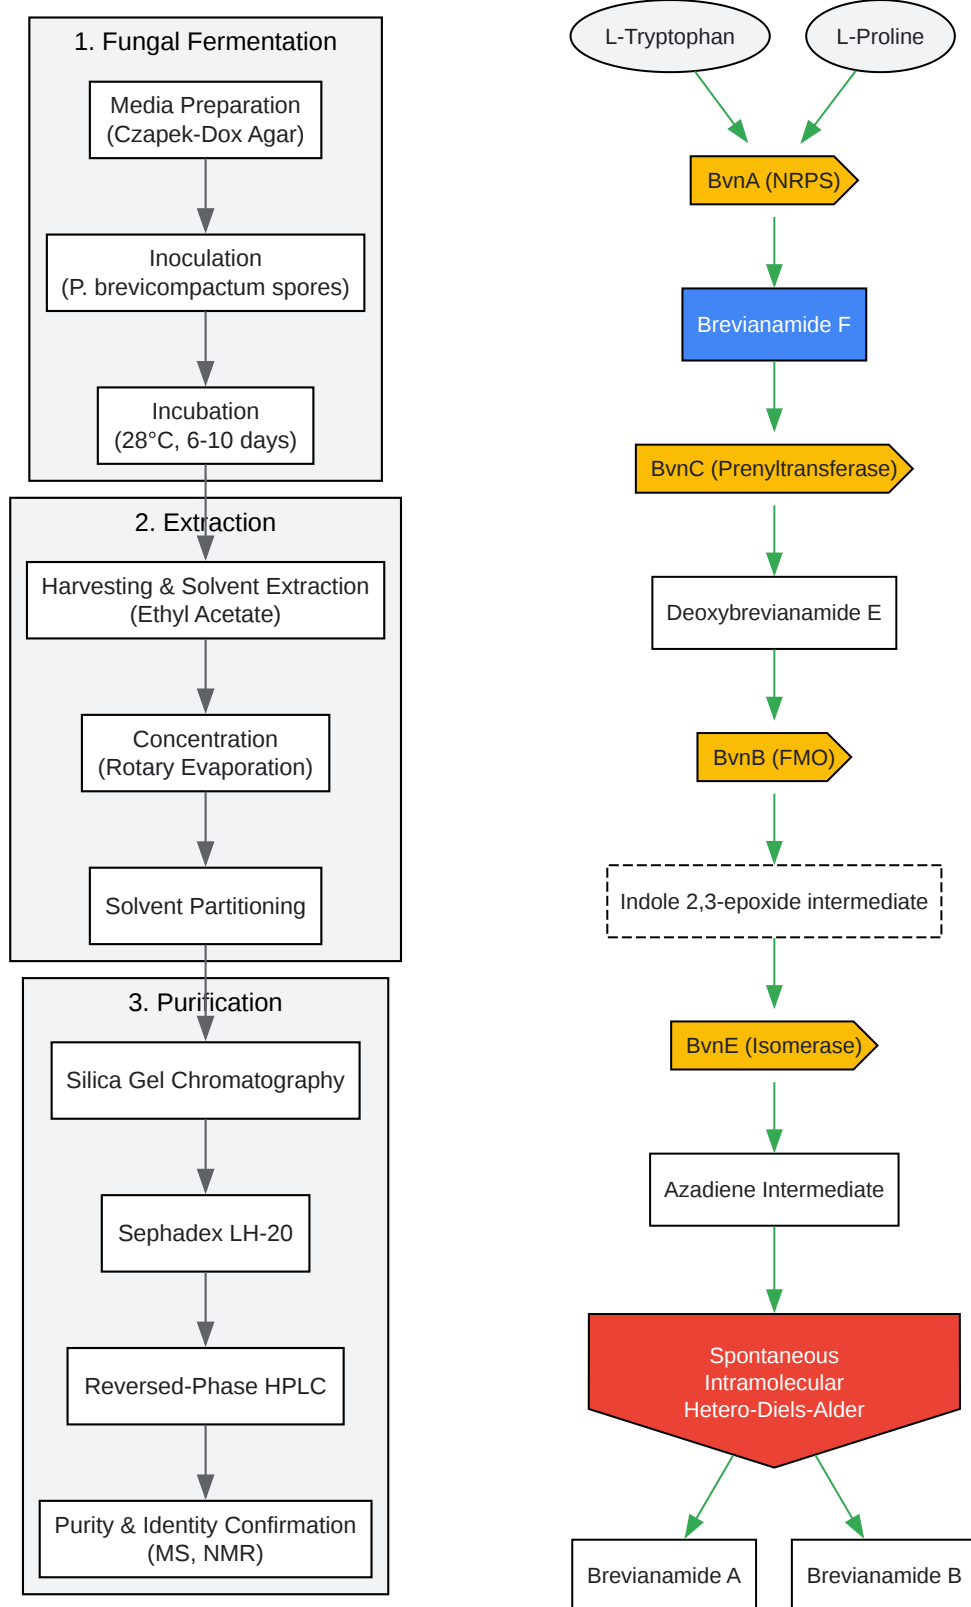 1. Fungal Fermentation
Media Preparation
(Czapek-Dox Agar)
Inoculation
(P. brevicompactum spores)
Incubation
(28°C, 6-10 days)
2. Extraction
Harvesting & Solvent Extraction
(Ethyl Acetate)
Concentration
(Rotary Evaporation)
Solvent Partitioning
3. Purification
Silica Gel Chromatography
Sephadex LH-20
Reversed-Phase HPLC
Purity & Identity Confirmation
(MS, NMR)
L-Tryptophan
L-Proline
BvnA (NRPS)
Brevianamide F
BvnC (Prenyltransferase)
Deoxybrevianamide E
BvnB (FMO)
Indole 2,3-epoxide intermediate
BvnE (Isomerase)
Azadiene Intermediate
Spontaneous
Intramolecular
Hetero-Diels-Alder
Brevianamide A
Brevianamide B